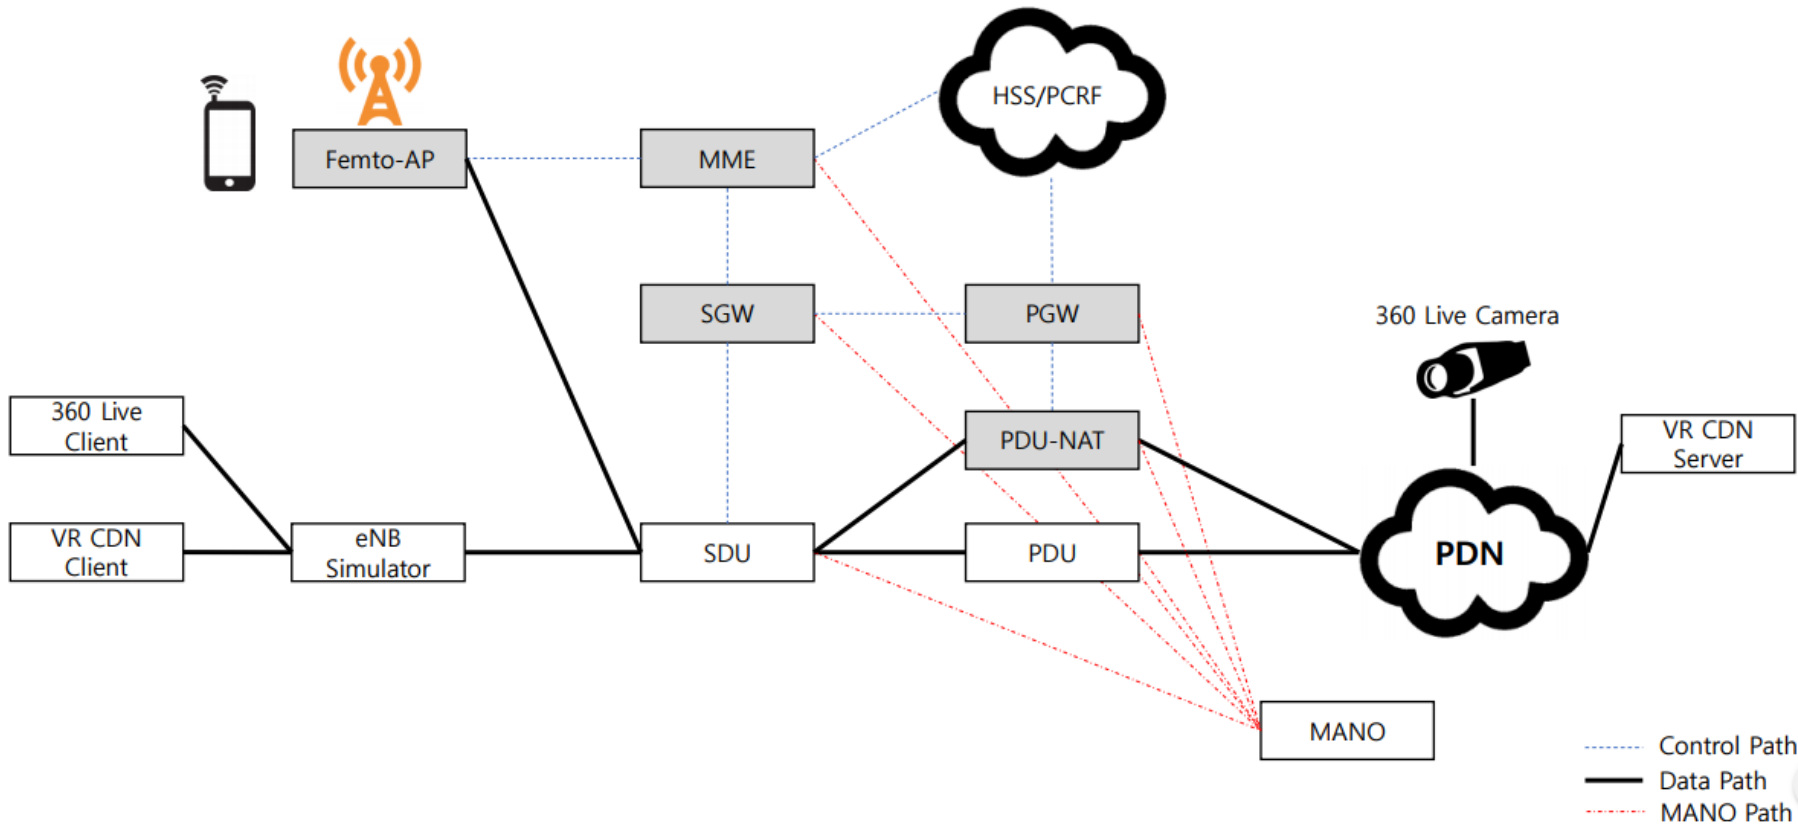 HSS/PCRF
Femto-AP
MME
SGW
PGW
360 Live Camera
360 Live
Client
PDU-NAT
VR CDN
Server
VR CDN
Client
eNB
Simulator
SDU
PDU
PDN
MANO
Control Path
Data Path
MANO Path